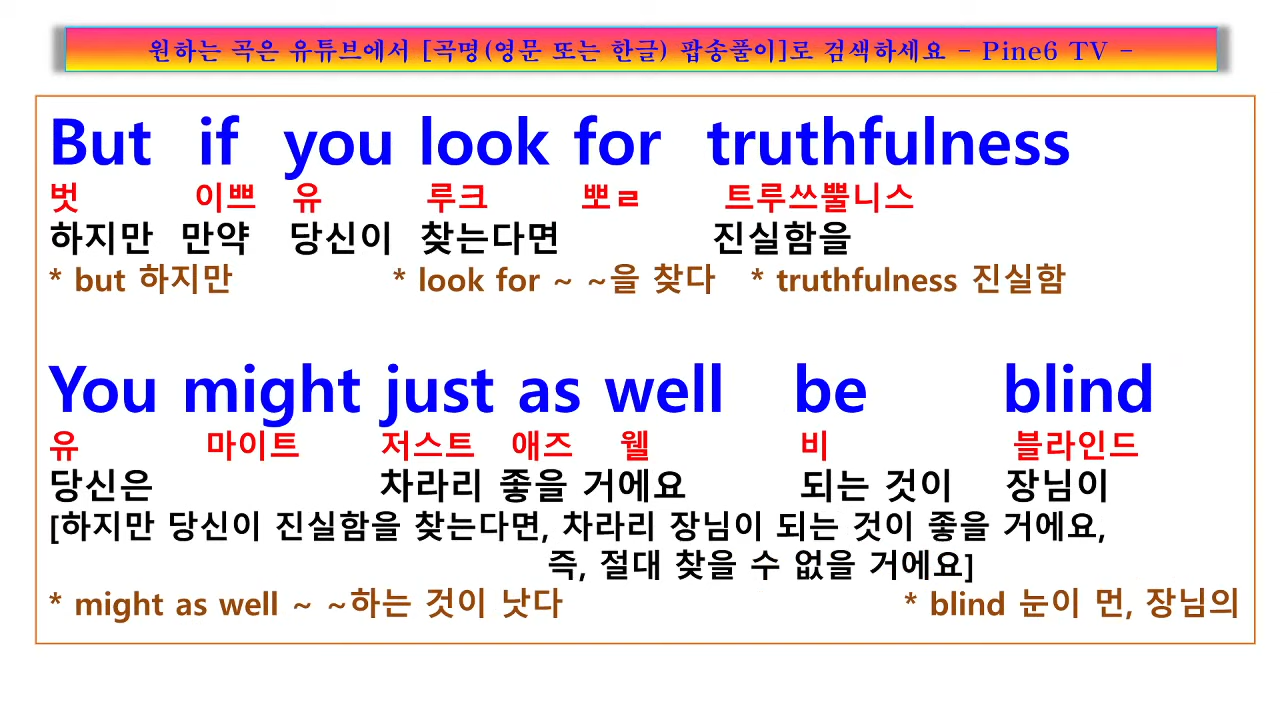 원하는 곡은 유튜브에서 [곡명(영문 또는 한글) 팝송풀이]로 검색하세요 - Pine6 TV -
But if you look for truthfulness
벗 이쁘 유 루크 뽀ㄹ 트루쓰뿔니스
하지만 만약 당신이 찾는다면 진실함을
* but 하지만 * look for ~ ~을 찾다 * truthfulness 진실함
You might just as well be blind
유 마이트 저스트 애즈 웰 비 블라인드
당신은 차라리 좋을 거에요 되는 것이 장님이
[하지만 당신이 진실함을 찾는다면, 차라리 장님이 되는 것이 좋을 거에요,
즉, 절대 찾을 수 없을 거에요]
* might as well ~ ~하는 것이 낫다 * blind 눈이 먼, 장님의